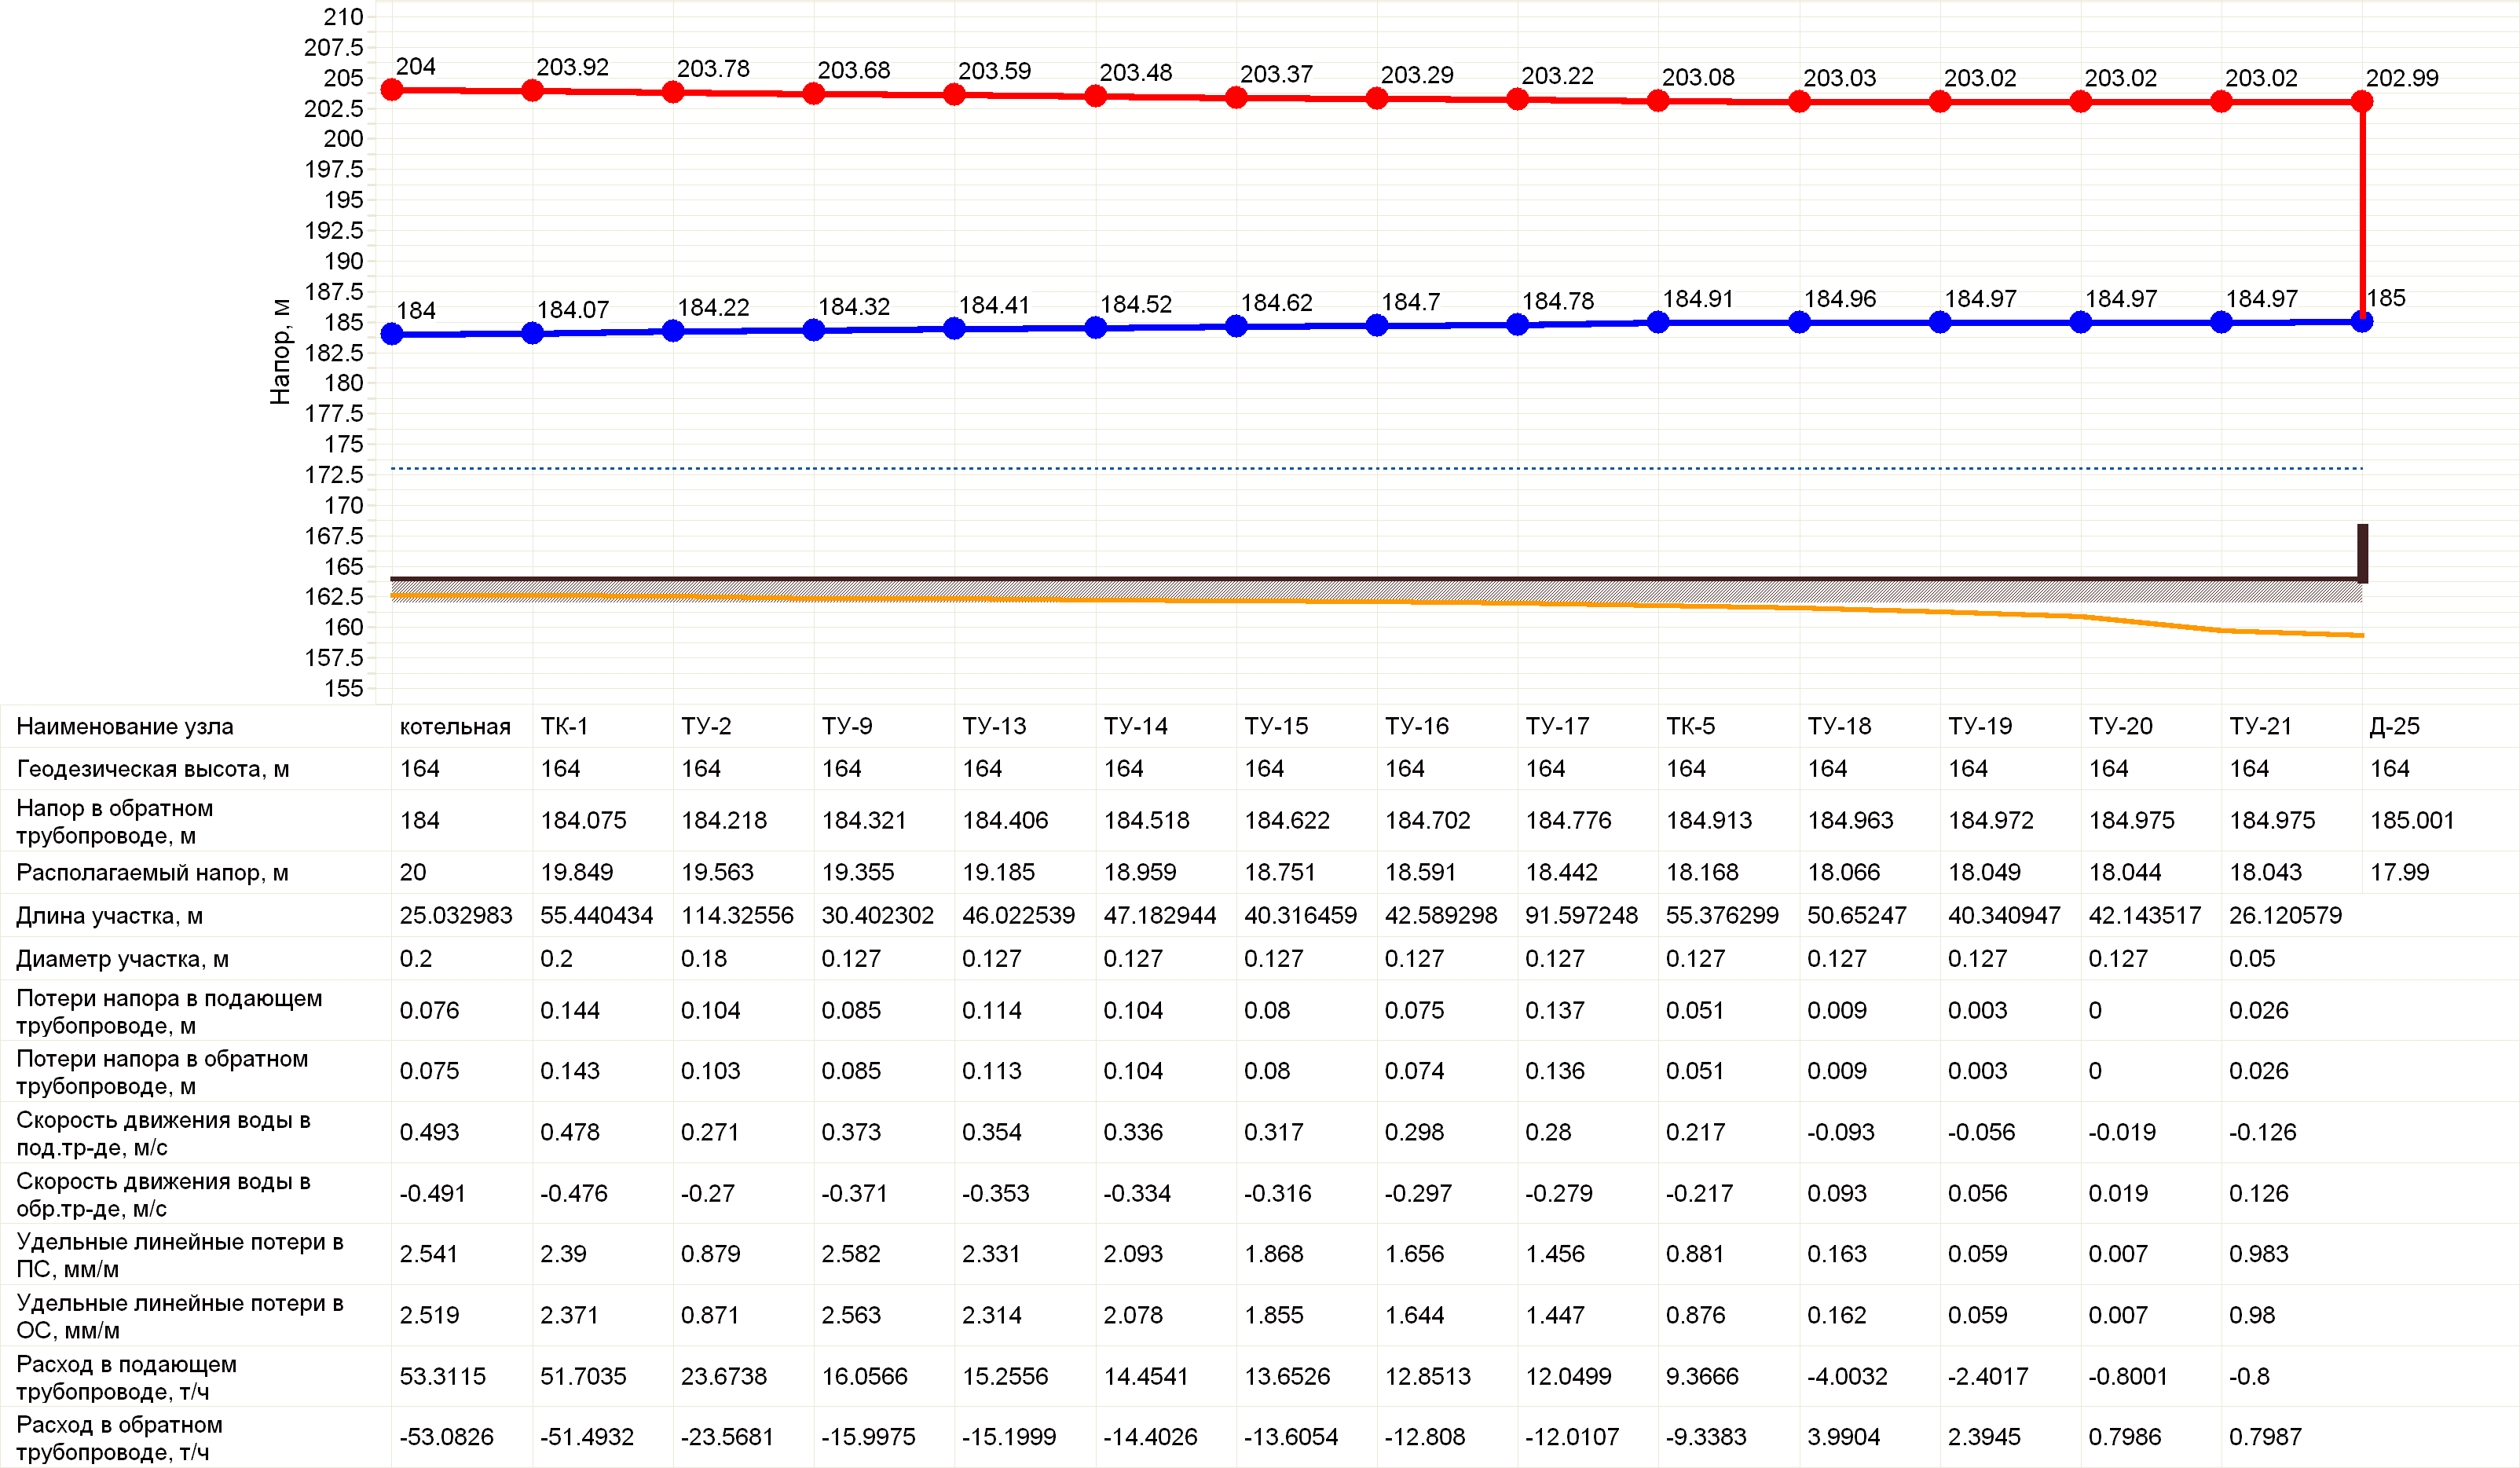 210
207.5
205
202.5
200
197.5
195
192.5
190
187.5
185
182.5
180
177.5
175
172.5
170
167.5
165
162.5
160
157.5
155
Напор, м
204 203.92 203.78 203.68 203.59 203.48 203.37 203.29 203.22 203.08 203.03 203.02 203.02 203.02 202.99
184 184.07 184.22 184.32 184.41 184.52 184.62 184.7 184.78 184.91 184.96 184.97 184.97 184.97 185
Наименование узла котельная ТК-1 ТУ-2 ТУ-9 ТУ-13 ТУ-14 ТУ-15 ТУ-16 ТУ-17 ТК-5 ТУ-18 ТУ-19 ТУ-20 ТУ-21 Д-25
Геодезическая высота, м 164 164 164 164 164 164 164 164 164 164 164 164 164 164 164
Напор в обратном
трубопроводе, м 184 184.075 184.218 184.321 184.406 184.518 184.622 184.702 184.776 184.913 184.963 184.972 184.975 184.975 185.001
Располагаемый напор, м 20 19.849 19.563 19.355 19.185 18.959 18.751 18.591 18.442 18.168 18.066 18.049 18.044 18.043 17.99
Длина участка, м 25.032983 55.440434 114.32556 30.402302 46.022539 47.182944 40.316459 42.589298 91.597248 55.376299 50.65247 40.340947 42.143517 26.120579
Диаметр участка, м 0.2 0.2 0.18 0.127 0.127 0.127 0.127 0.127 0.127 0.127 0.127 0.127 0.127 0.05
Потери напора в подающем
трубопроводе, м 0.076 0.144 0.104 0.085 0.114 0.104 0.08 0.075 0.137 0.051 0.009 0.003 0 0.026
Потери напора в обратном
трубопроводе, м 0.075 0.143 0.103 0.085 0.113 0.104 0.08 0.074 0.136 0.051 0.009 0.003 0 0.026
Скорость движения воды в
под.тр-де, м/с 0.493 0.478 0.271 0.373 0.354 0.336 0.317 0.298 0.28 0.217 -0.093 -0.056 -0.019 -0.126
Скорость движения воды в
обр.тр-де, м/с -0.491 -0.476 -0.27 -0.371 -0.353 -0.334 -0.316 -0.297 -0.279 -0.217 0.093 0.056 0.019 0.126
Удельные линейные потери в
ПС, мм/м 2.541 2.39 0.879 2.582 2.331 2.093 1.868 1.656 1.456 0.881 0.163 0.059 0.007 0.983
Удельные линейные потери в
ОС, мм/м 2.519 2.371 0.871 2.563 2.314 2.078 1.855 1.644 1.447 0.876 0.162 0.059 0.007 0.98
Расход в подающем
трубопроводе, т/ч 53.3115 51.7035 23.6738 16.0566 15.2556 14.4541 13.6526 12.8513 12.0499 9.3666 -4.0032 -2.4017 -0.8001 -0.8
Расход в обратном
трубопроводе, т/ч -53.0826 -51.4932 -23.5681 -15.9975 -15.1999 -14.4026 -13.6054 -12.808 -12.0107 -9.3383 3.9904 2.3945 0.7986 0.7987